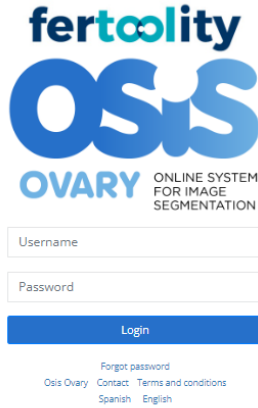 fertoolity
OSiS
OVARY
ONLINE SYSTEM
FOR IMAGE
SEGMENTATION
Username
Password
Login
Forgot password
Osis Ovary Contact Terms and conditions
Spanish English